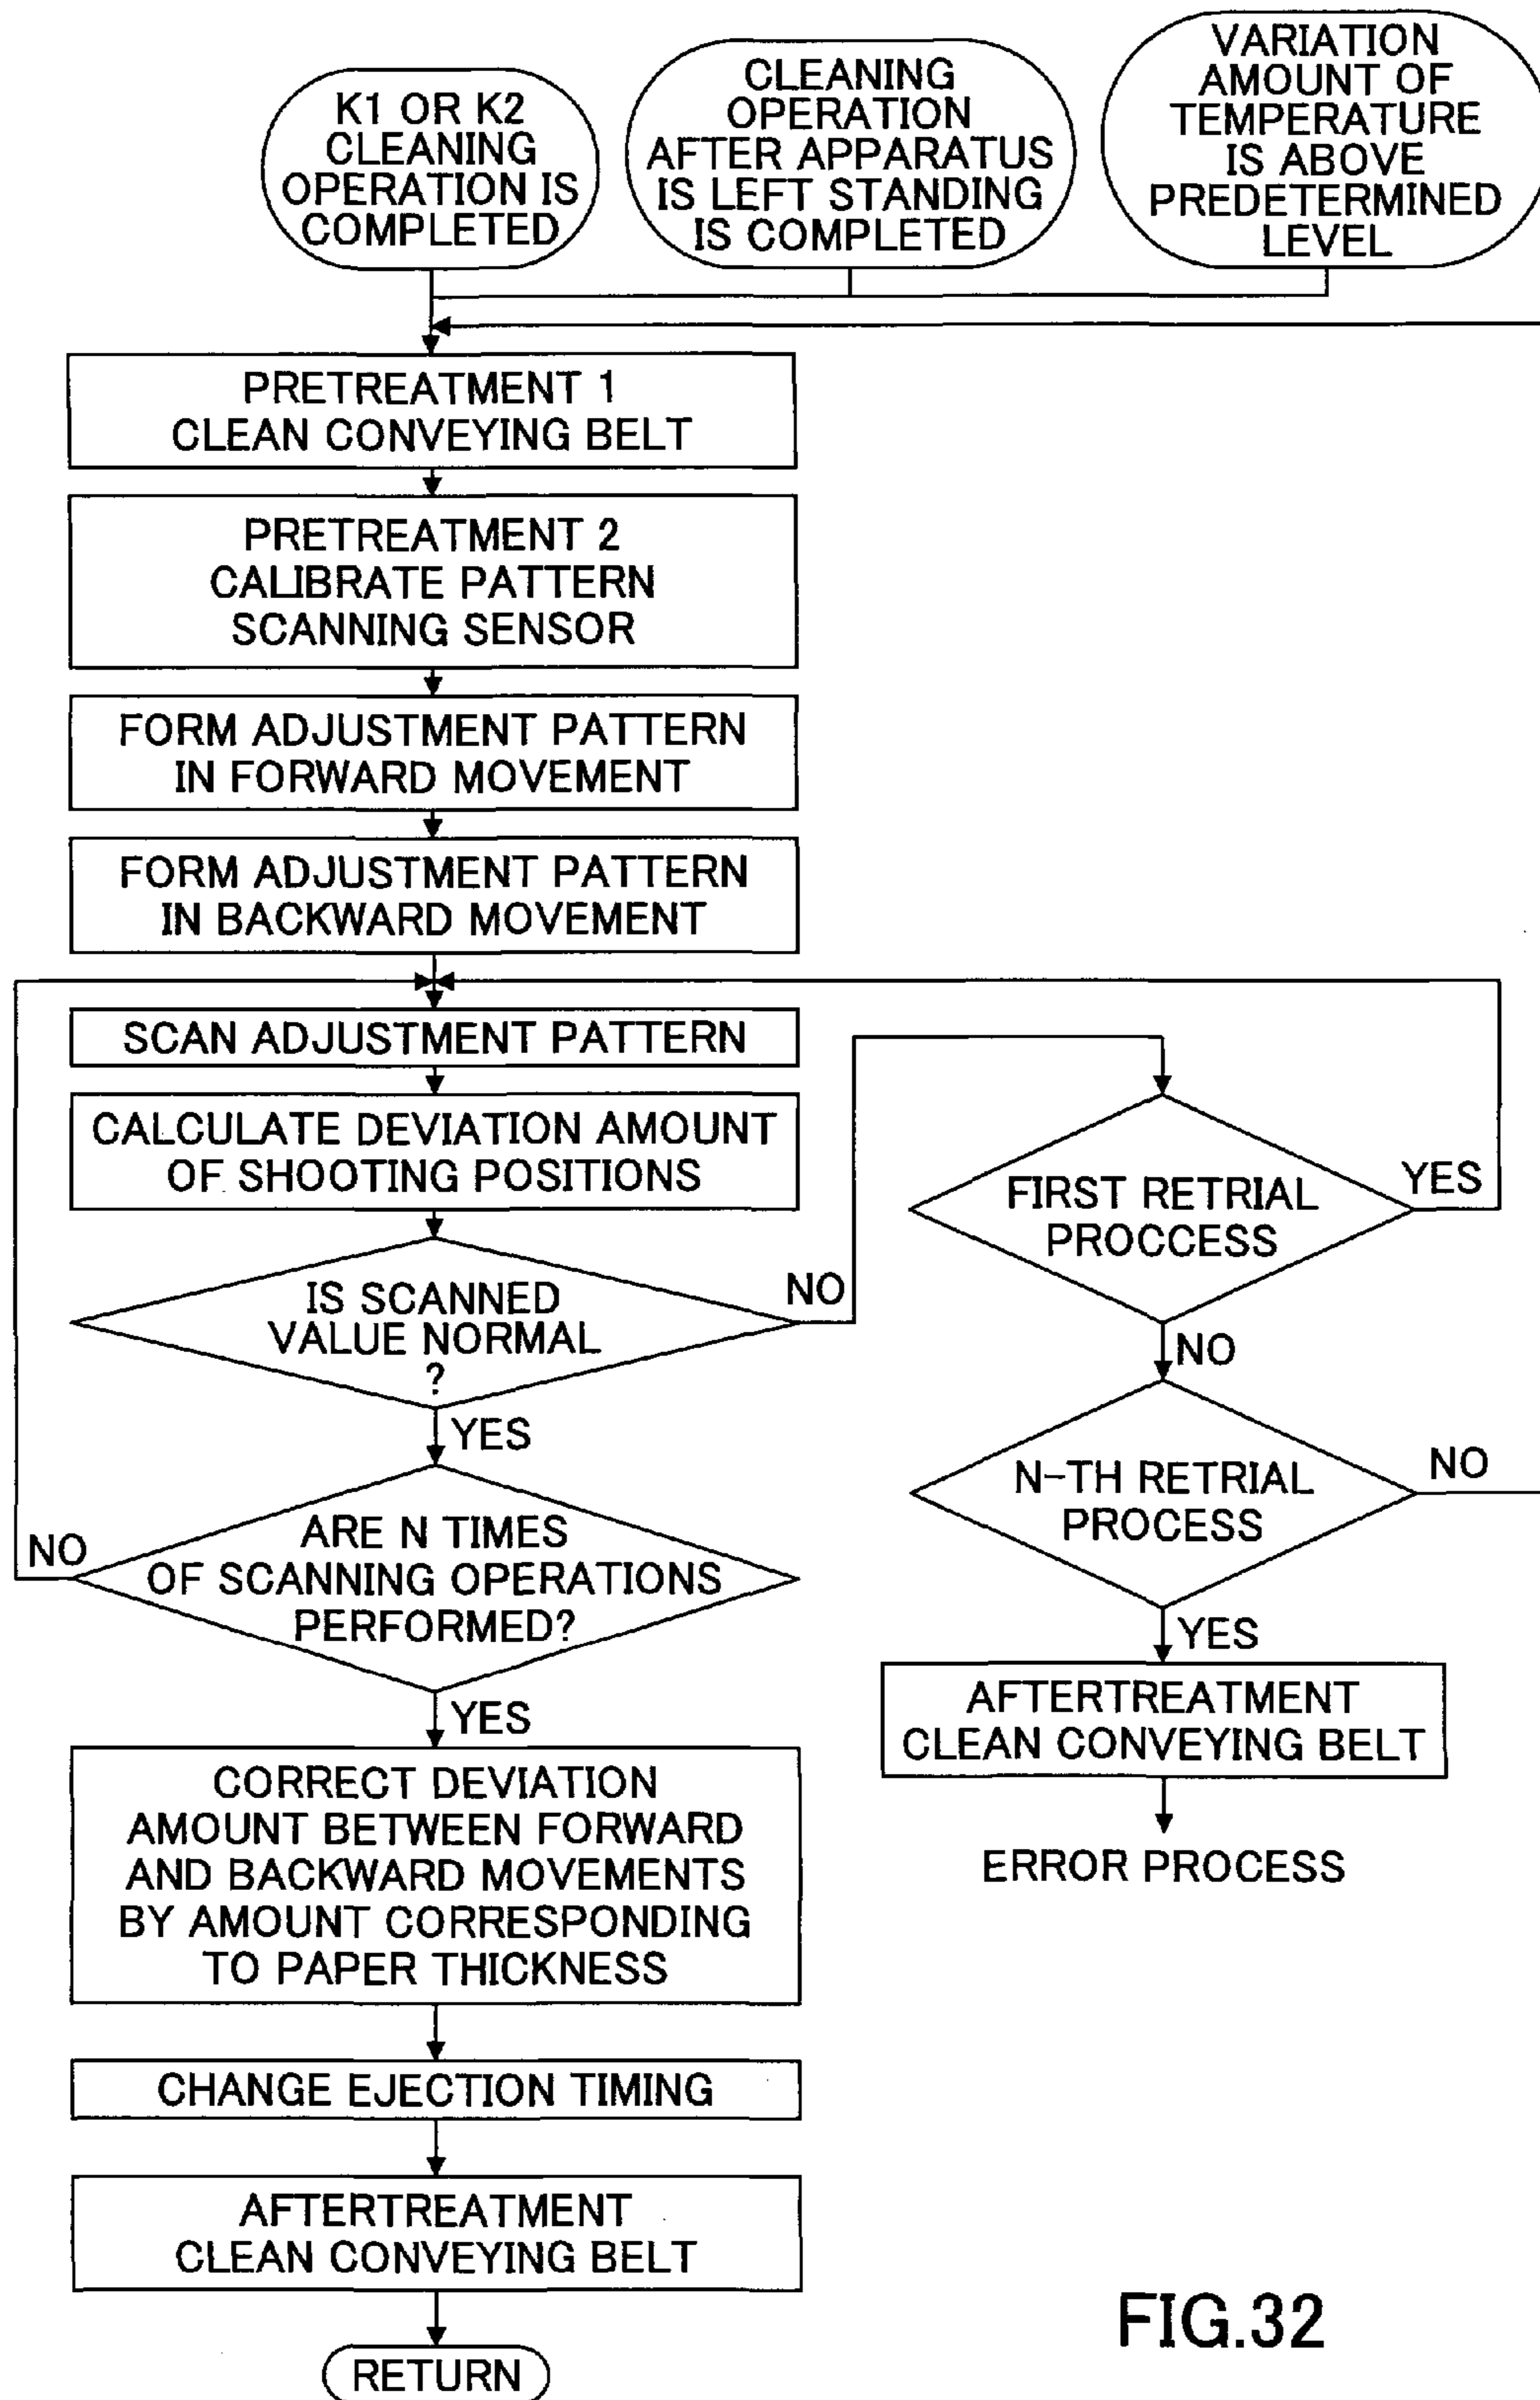 K1 OR K2
CLEANING
OPERATION IS
COMPLETED
CLEANING
OPERATION
AFTER APPARATUS
IS LEFT STANDING
IS COMPLETED
VARIATION
AMOUNT OF
TEMPERATURE
IS ABOVE
PREDETERMINED
LEVEL
PRETREATMENT 1
CLEAN CONVEYING BELT
PRETREATMENT 2
CALIBRATE PATTERN
SCANNING SENSOR
FORM ADJUSTMENT PATTERN
IN FORWARD MOVEMENT
FORM ADJUSTMENT PATTERN
IN BACKWARD MOVEMENT
SCAN ADJUSTMENT PATTERN
CALCULATE DEVIATION AMOUNT
OF SHOOTING POSITIONS
IS SCANNED
VALUE NORMAL
?
NO
YES
FIRST RETRIAL
PROCCESS
YES
NO
N-TH RETRIAL
PROCESS
NO
YES
AFTERTREATMENT
CLEAN CONVEYING BELT
ERROR PROCESS
ARE N TIMES
OF SCANNING OPERATIONS
PERFORMED?
NO
YES
CORRECT DEVIATION
AMOUNT BETWEEN FORWARD
AND BACKWARD MOVEMENTS
BY AMOUNT CORRESPONDING
TO PAPER THICKNESS
CHANGE EJECTION TIMING
AFTERTREATMENT
CLEAN CONVEYING BELT
RETURN
FIG.32